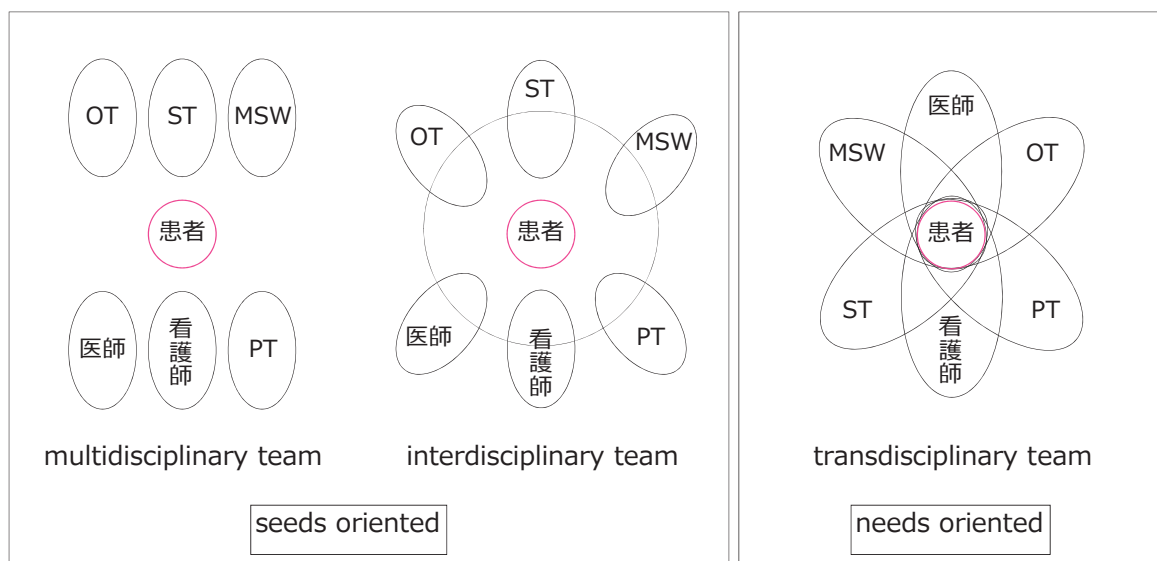 OT
ST
MSW
患者
医師
看護師
PT
multidisciplinary team
ST
OT
MSW
患者
医師
看護師
PT
interdisciplinary team
seeds oriented
医師
MSW
OT
患者
ST
PT
看護師
transdisciplinary team
needs oriented